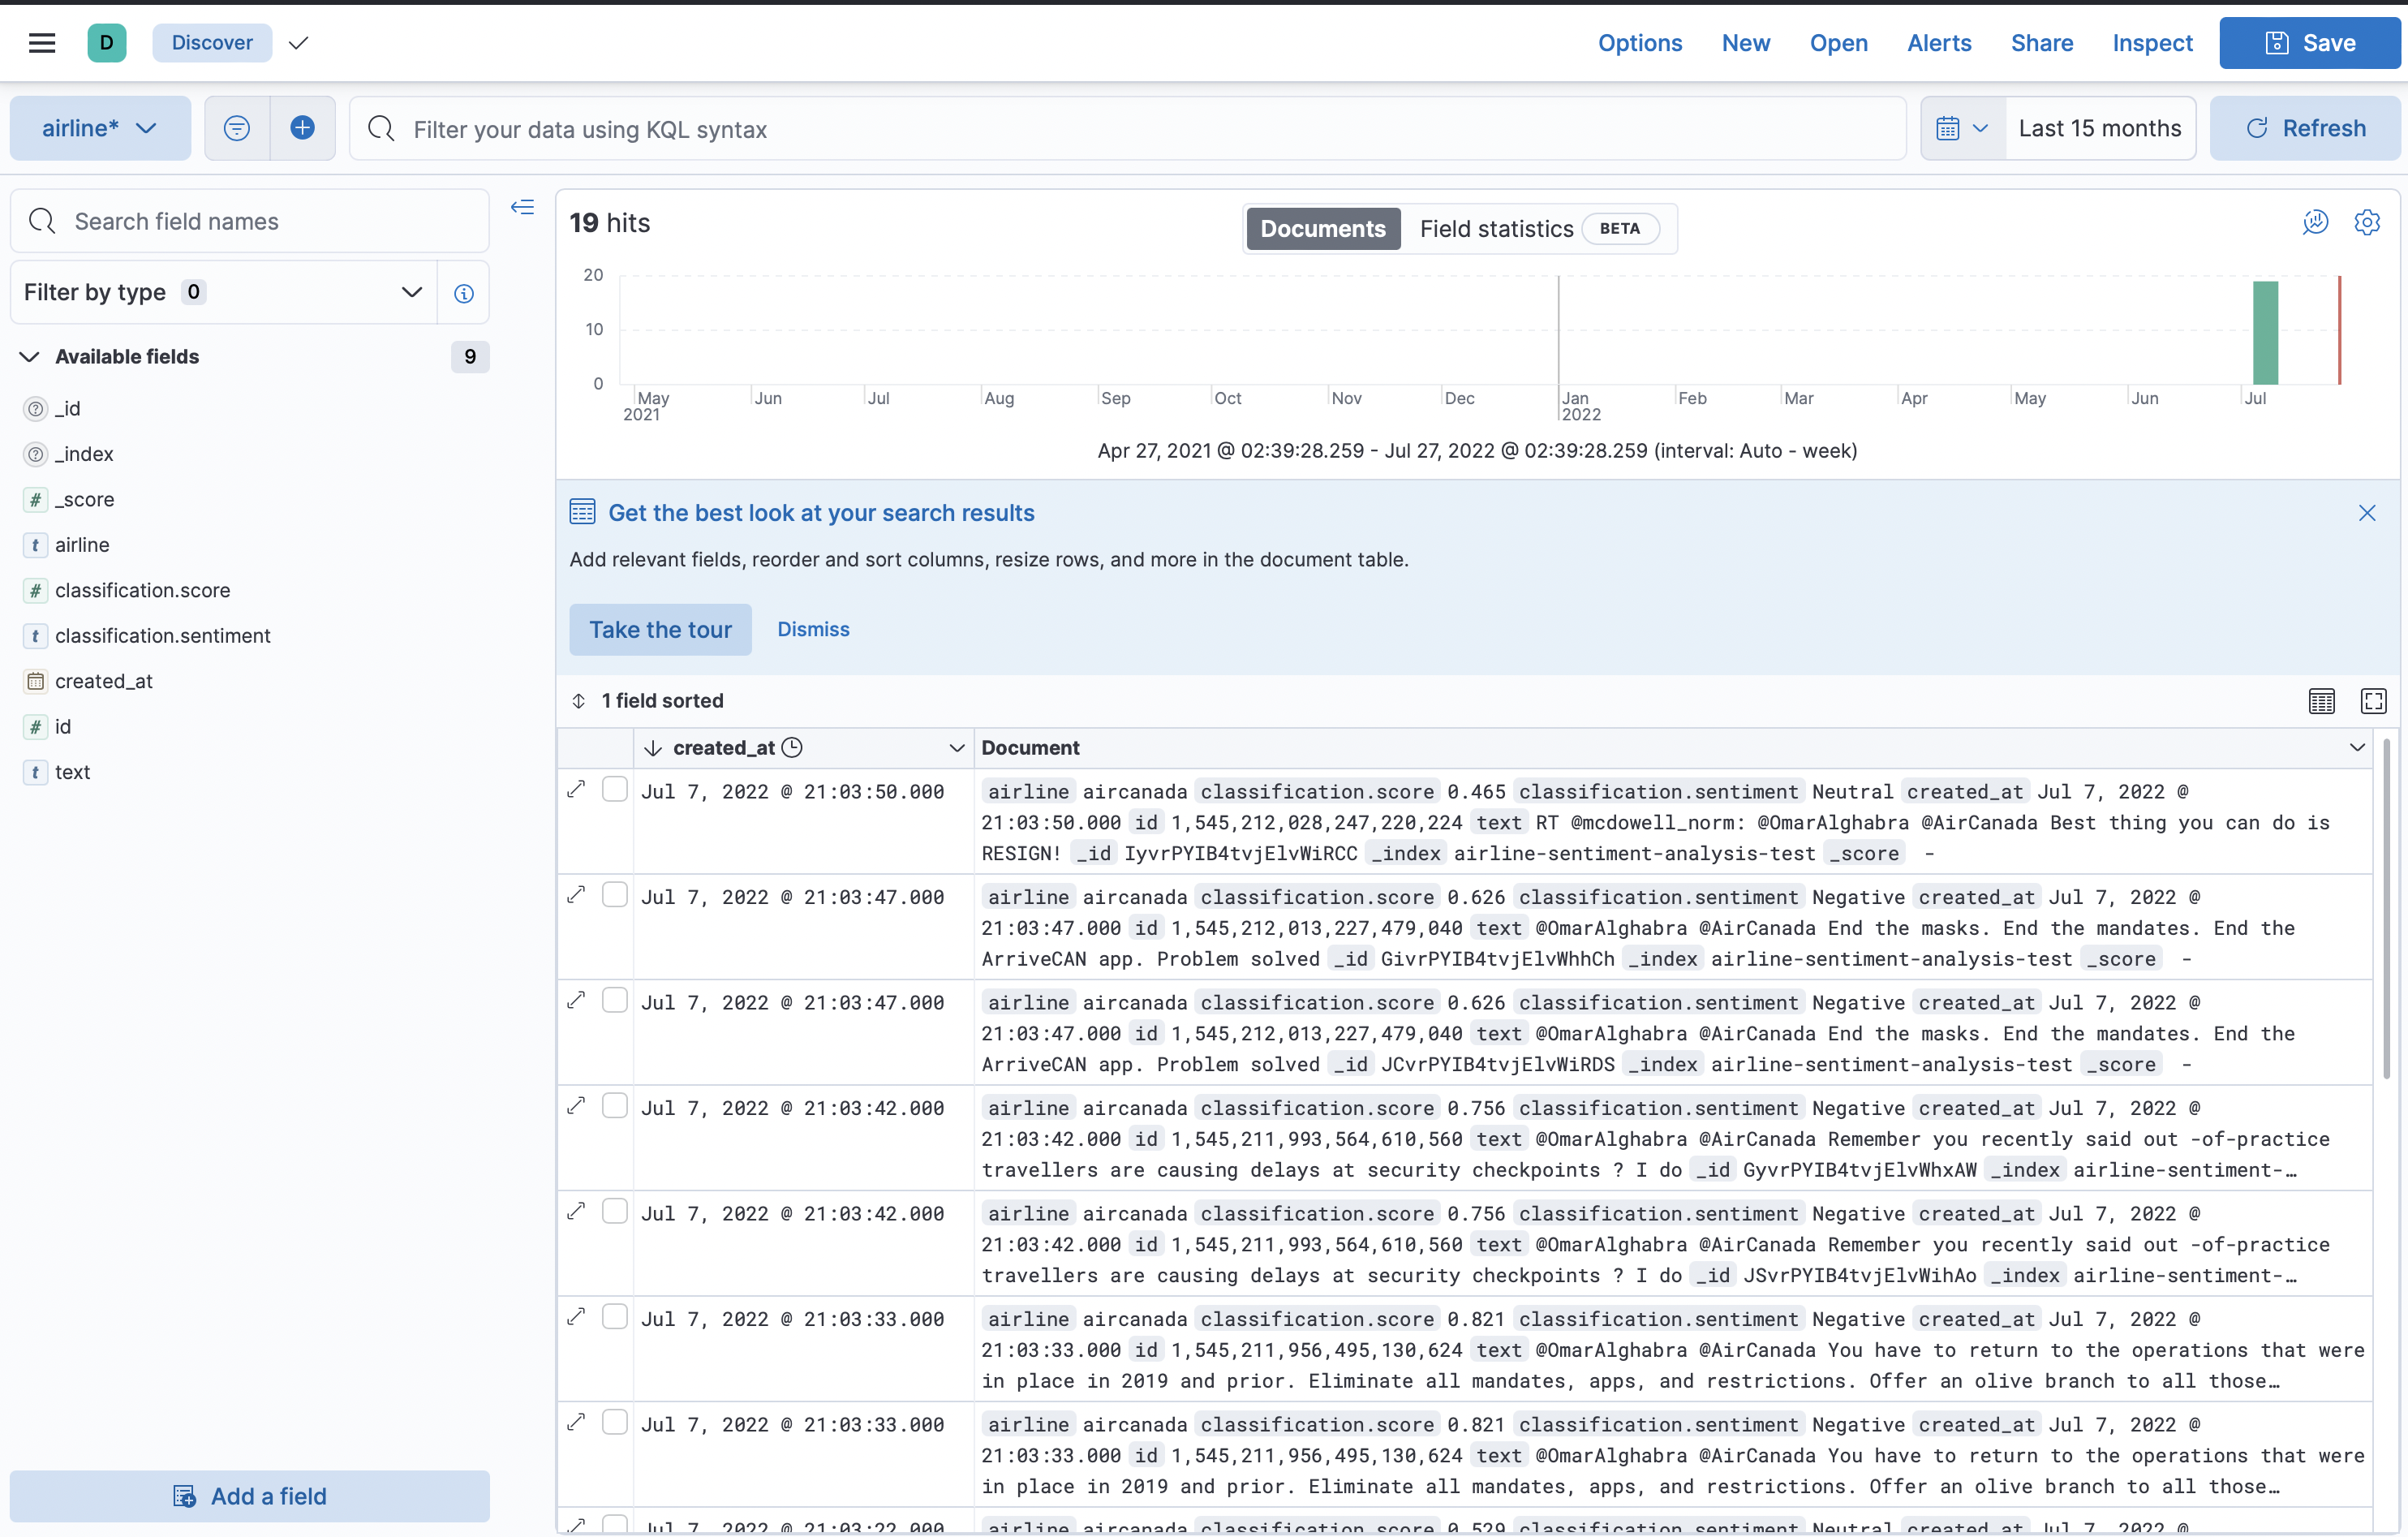 D Discover Options New Open Alerts Share Inspect Save
airline* Filter your data using KQL syntax Last 15 months Refresh
Search field names
Filter by type 0
Available fields 9
_id
_index
_score
airline
classification.score
classification.sentiment
created_at
id
text
Add a field
19 hits Documents Field statistics BETA
20
10
0
May Jun Jul Aug Sep Oct Nov Dec Jan Feb Mar Apr May Jun Jul
2021 2022
Apr 27, 2021 @ 02:39:28.259 - Jul 27, 2022 @ 02:39:28.259 (interval: Auto - week)
Get the best look at your search results
Add relevant fields, reorder and sort columns, resize rows, and more in the document table.
Take the tour Dismiss
1 field sorted
created_at Document
Jul 7, 2022 @ 21:03:50.000 airline aircanada classification.score 0.465 classification.sentiment Neutral created_at Jul 7, 2022 @
21:03:50.000 id 1,545,212,028,247,220,224 text RT @mcdowell_norm: @OmarAlghabra @AirCanada Best thing you can do is
RESIGN! _id IyvrPYIB4tvjElvWiRCC _index airline-sentiment-analysis-test _score -
Jul 7, 2022 @ 21:03:47.000 airline aircanada classification.score 0.626 classification.sentiment Negative created_at Jul 7, 2022 @
21:03:47.000 id 1,545,212,013,227,479,040 text @OmarAlghabra @AirCanada End the masks. End the mandates. End the
ArriveCAN app. Problem solved _id GivrPYIB4tvjElvWhhCh _index airline-sentiment-analysis-test _score -
Jul 7, 2022 @ 21:03:47.000 airline aircanada classification.score 0.626 classification.sentiment Negative created_at Jul 7, 2022 @
21:03:47.000 id 1,545,212,013,227,479,040 text @OmarAlghabra @AirCanada End the masks. End the mandates. End the
ArriveCAN app. Problem solved _id JCvrPYIB4tvjElvWiRDS _index airline-sentiment-analysis-test _score -
Jul 7, 2022 @ 21:03:42.000 airline aircanada classification.score 0.756 classification.sentiment Negative created_at Jul 7, 2022 @
21:03:42.000 id 1,545,211,993,564,610,560 text @OmarAlghabra @AirCanada Remember you recently said out -of-practice
travellers are causing delays at security checkpoints ? I do _id GyvrPYIB4tvjElvWhxAW _index airline-sentiment-…
Jul 7, 2022 @ 21:03:42.000 airline aircanada classification.score 0.756 classification.sentiment Negative created_at Jul 7, 2022 @
21:03:42.000 id 1,545,211,993,564,610,560 text @OmarAlghabra @AirCanada Remember you recently said out -of-practice
travellers are causing delays at security checkpoints ? I do _id JSvrPYIB4tvjElvWihAo _index airline-sentiment-…
Jul 7, 2022 @ 21:03:33.000 airline aircanada classification.score 0.821 classification.sentiment Negative created_at Jul 7, 2022 @
21:03:33.000 id 1,545,211,956,495,130,624 text @OmarAlghabra @AirCanada You have to return to the operations that were
in place in 2019 and prior. Eliminate all mandates, apps, and restrictions. Offer an olive branch to all those…
Jul 7, 2022 @ 21:03:33.000 airline aircanada classification.score 0.821 classification.sentiment Negative created_at Jul 7, 2022 @
21:03:33.000 id 1,545,211,956,495,130,624 text @OmarAlghabra @AirCanada You have to return to the operations that were
in place in 2019 and prior. Eliminate all mandates, apps, and restrictions. Offer an olive branch to all those…
Jul 7, 2022 @ 21:03:22.000 airline aircanada classification.score 0.529 classification.sentiment Neutral created_at Jul 7, 2022 @